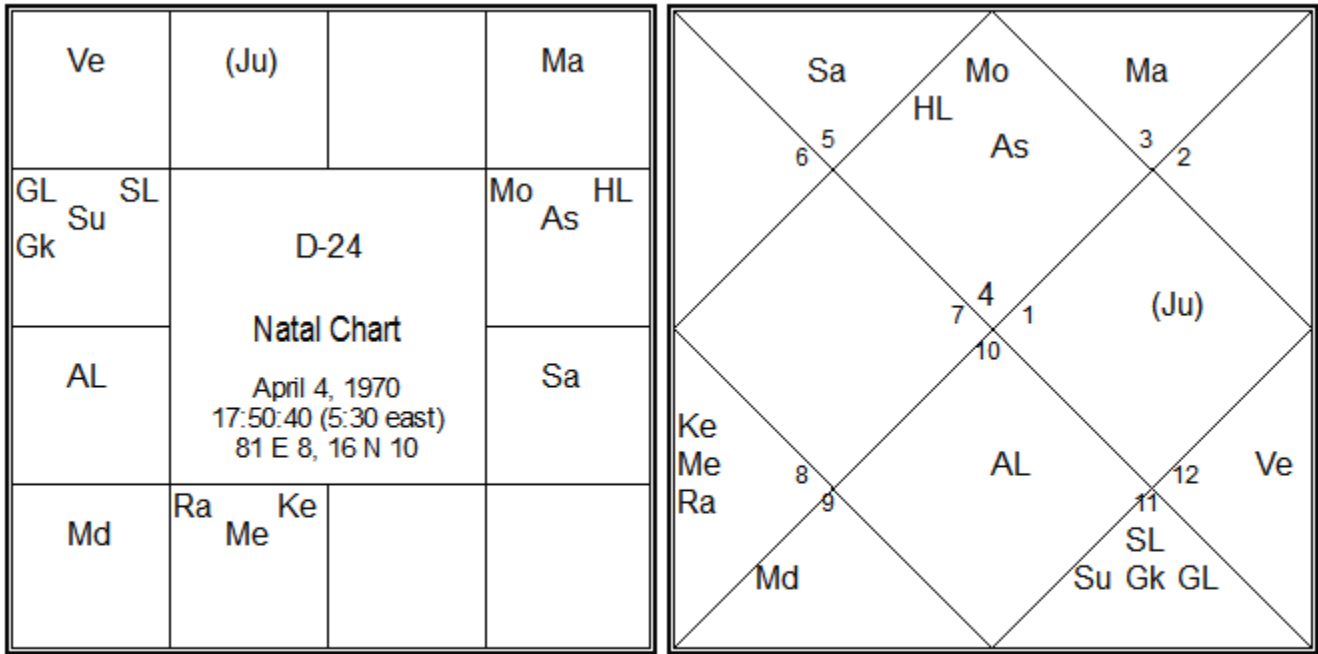 Ve (Ju) Ma
GL SL
Su
Gk
Mo HL
As
D-24
Natal Chart
April 4, 1970
17:50:40 (5:30 east)
81 E 8, 16 N 10
AL
Sa
Md
Ra Ke
Me
Sa Mo Ma
HL
As
5
6
3
2
4
7 1
10
(Ju)
Ke
Me
Ra
8
9
AL
12
11
Ve
SL
Su Gk GL
Md